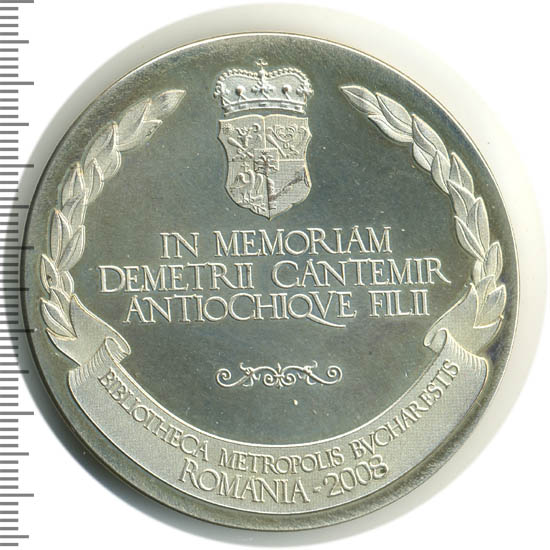 IN MEMORIAM
DEMETRII CANTEMIR
ANTIOCHIQVE FILII
BIBLIOTHECA METROPOLIS BVCHARESTIS
ROMANIA - 2008